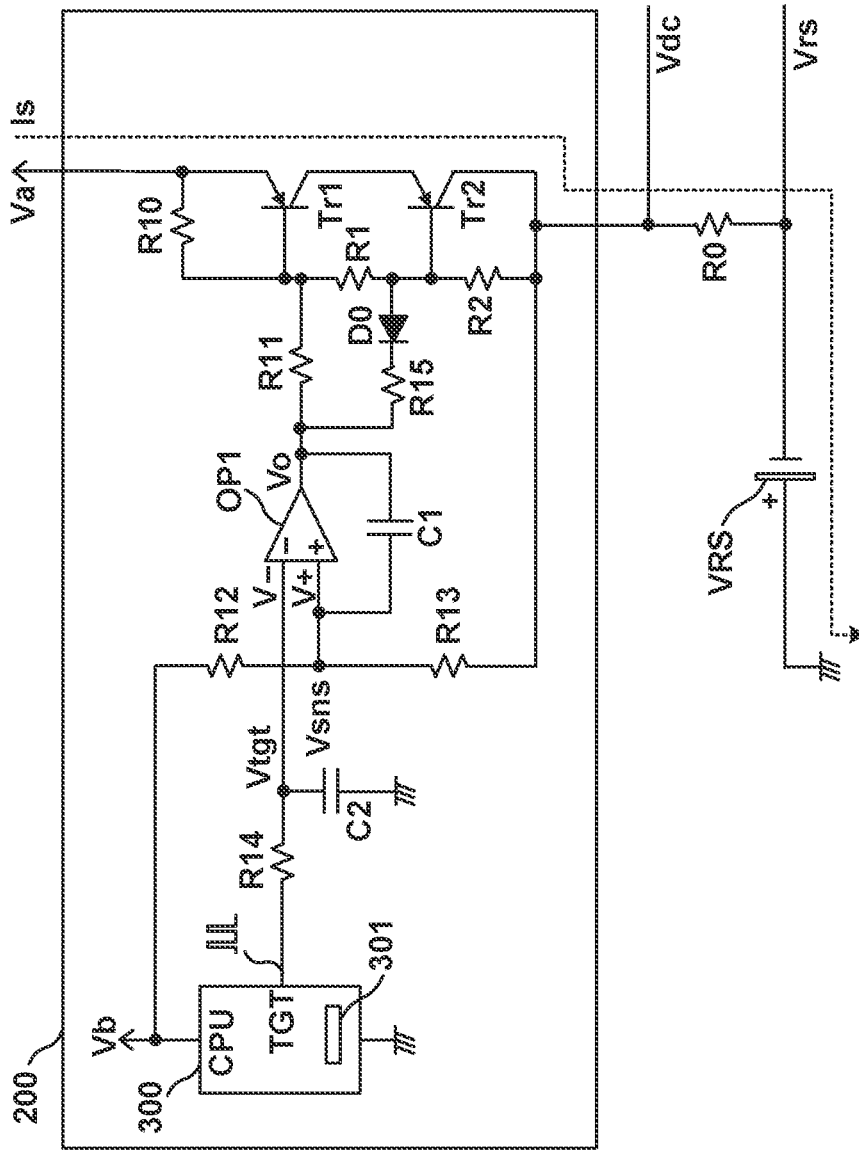 200
Vb
300
CPU
TGT
301
R14
Vtgt
C2
Vsns
R12
R13
V−
V+
−
+
OP1
Vo
C1
R11
R15
D0
R10
R1
R2
Tr1
Tr2
Va
Is
Vdc
R0
Vrs
VRS
+